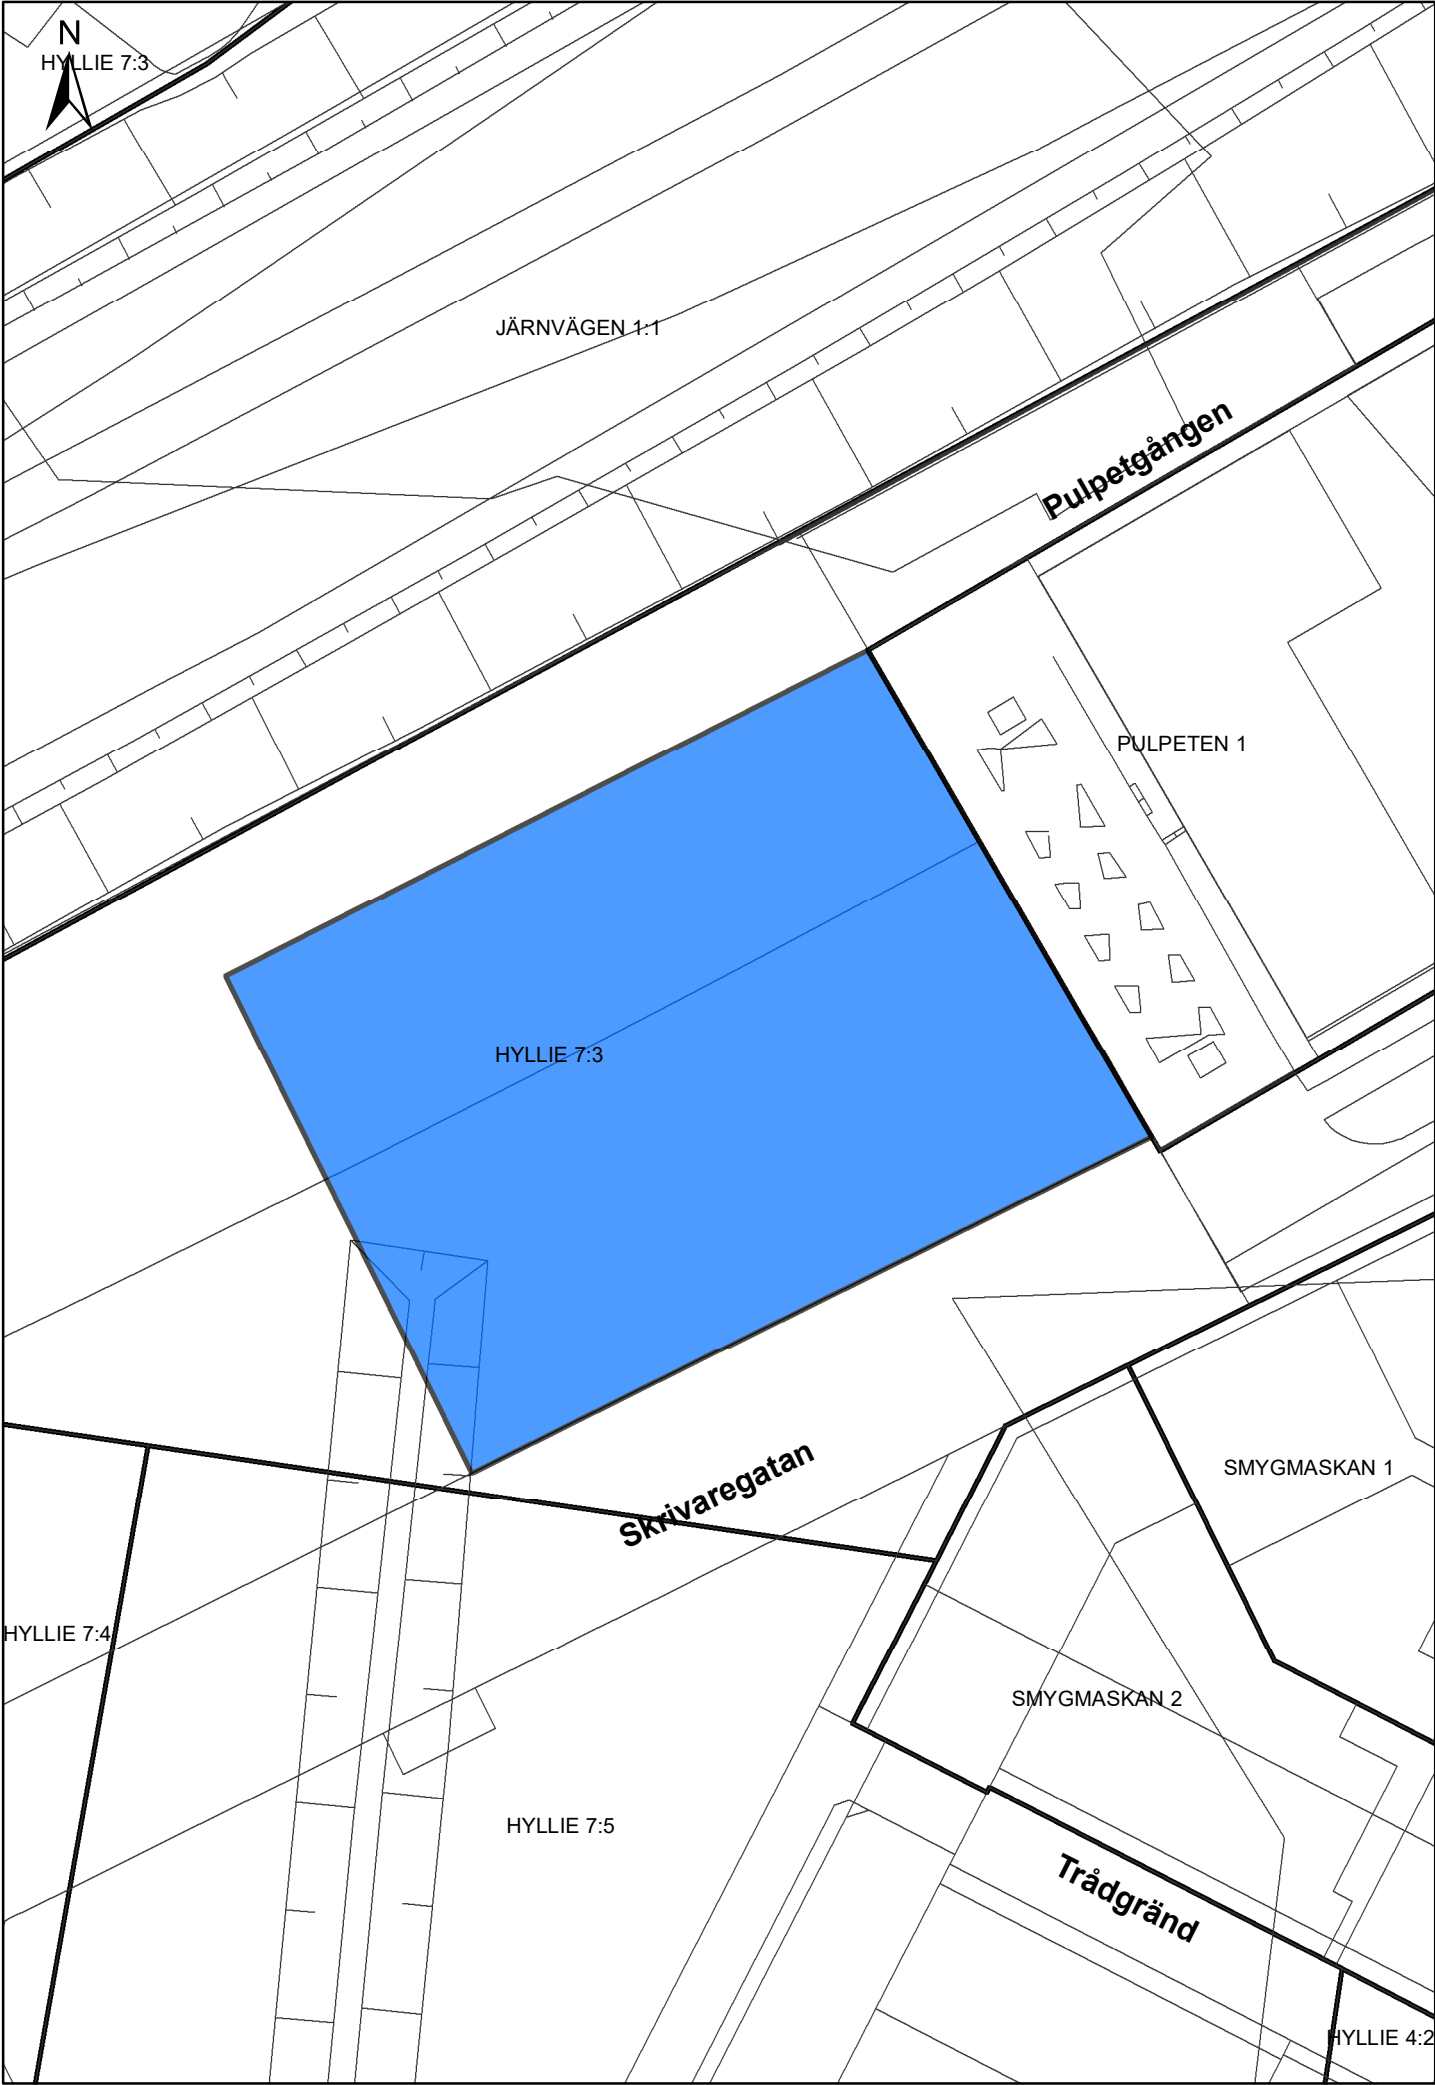 N
HYLLIE 7:3
JÄRNVÄGEN 1:1
Pulpetgången
PULPETEN 1
HYLLIE 7:3
Skrivaregatan
SMYGMASKAN 1
HYLLIE 7:4
SMYGMASKAN 2
HYLLIE 7:5
Trådgränd
HYLLIE 4:2